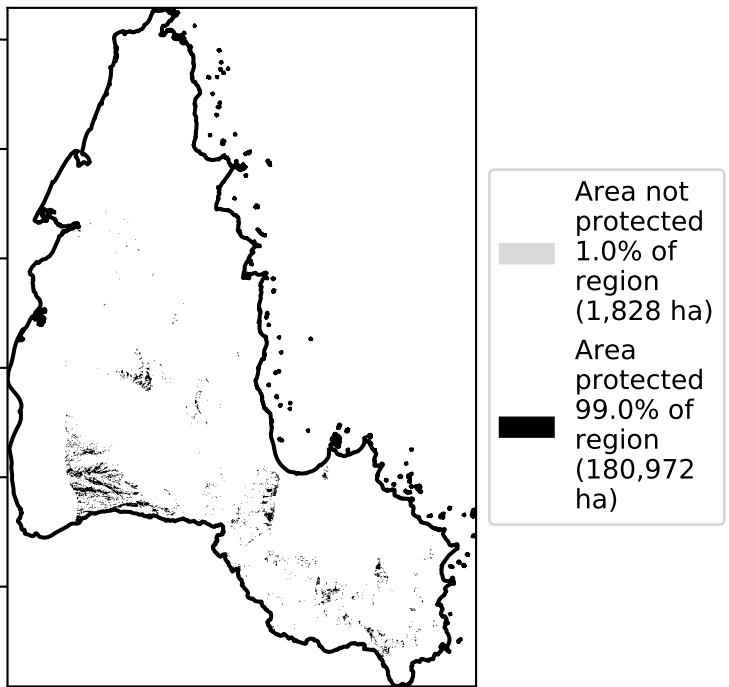 Area not
protected
1.0% of
region
(1,828 ha)
Area
protected
99.0% of
region
(180,972
ha)